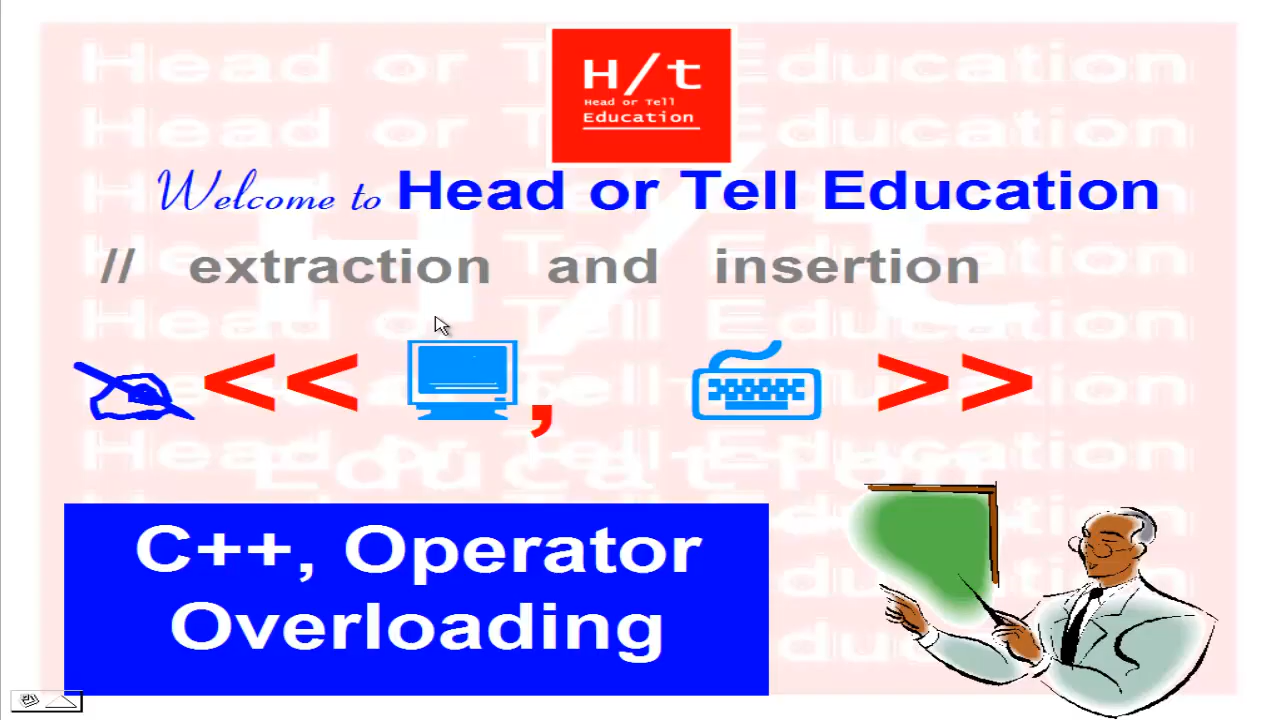 H/t
Head or Tell
Education
Welcome to Head or Tell Education
// extraction and insertion
<< , >>
C++, Operator
Overloading